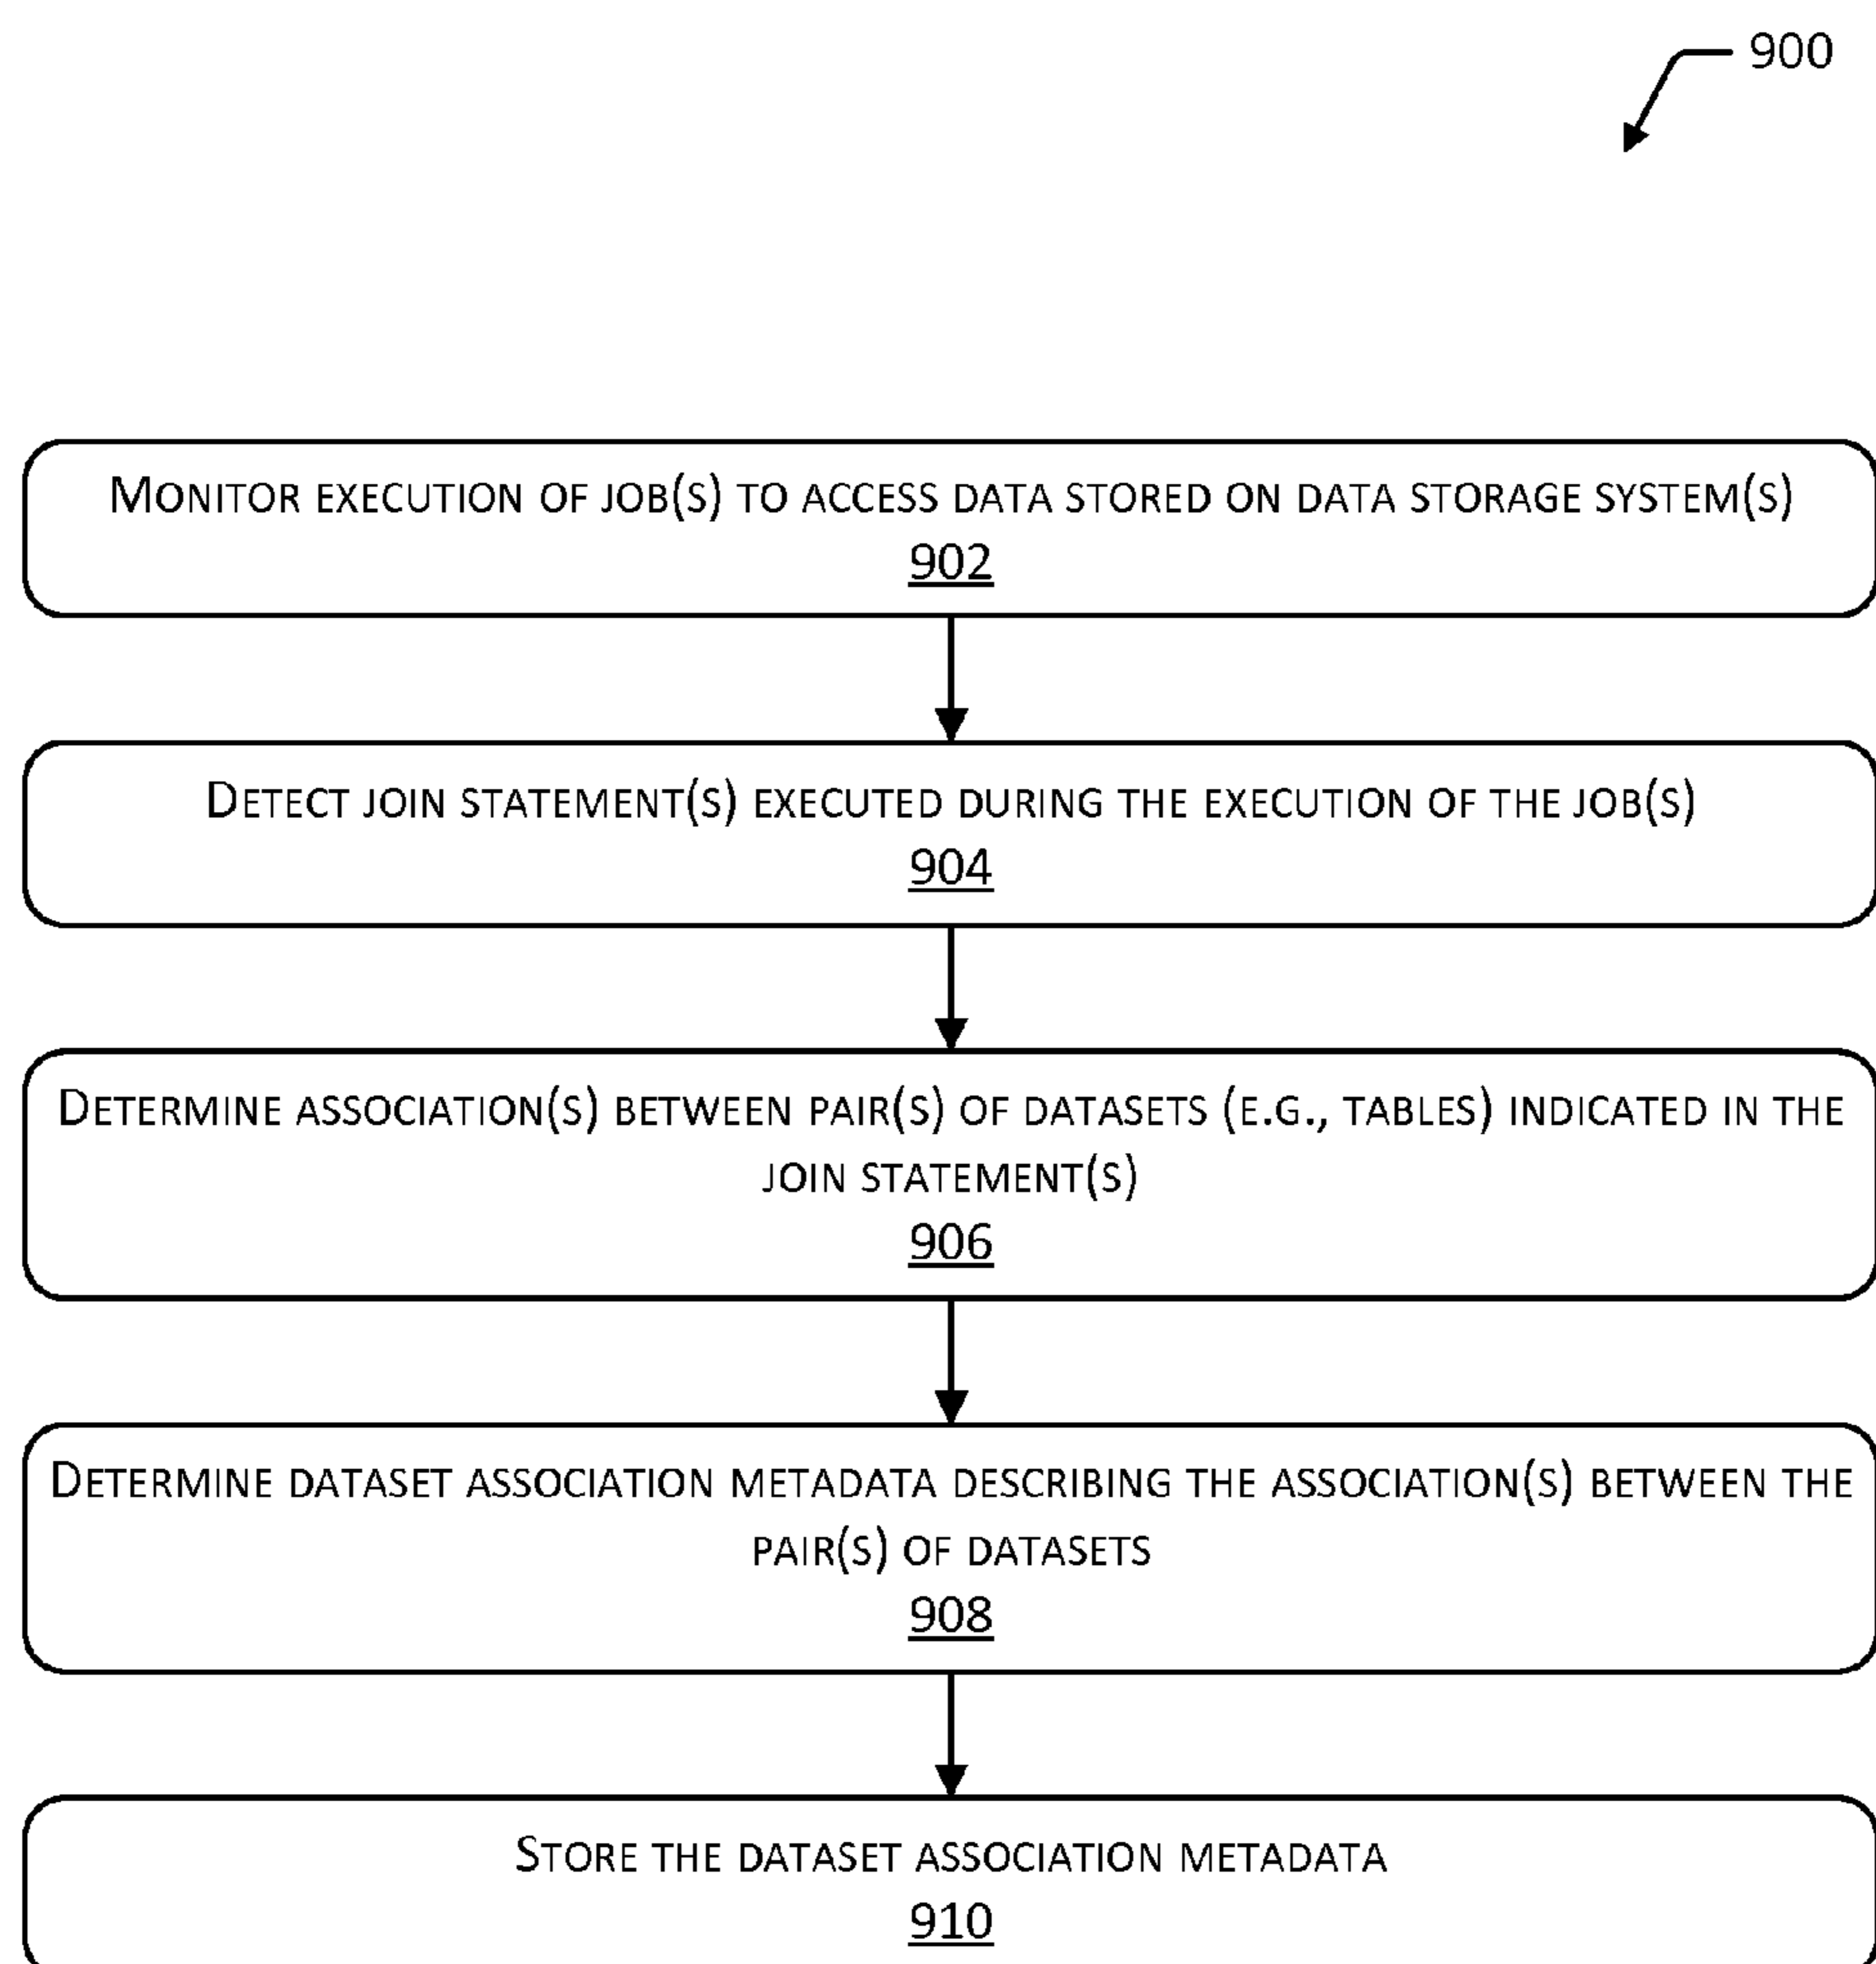 900
Monitor execution of job(s) to access data stored on data storage system(s)
902
Detect join statement(s) executed during the execution of the job(s)
904
Determine association(s) between pair(s) of datasets (e.g., tables) indicated in the
join statement(s)
906
Determine dataset association metadata describing the association(s) between the
pair(s) of datasets
908
Store the dataset association metadata
910